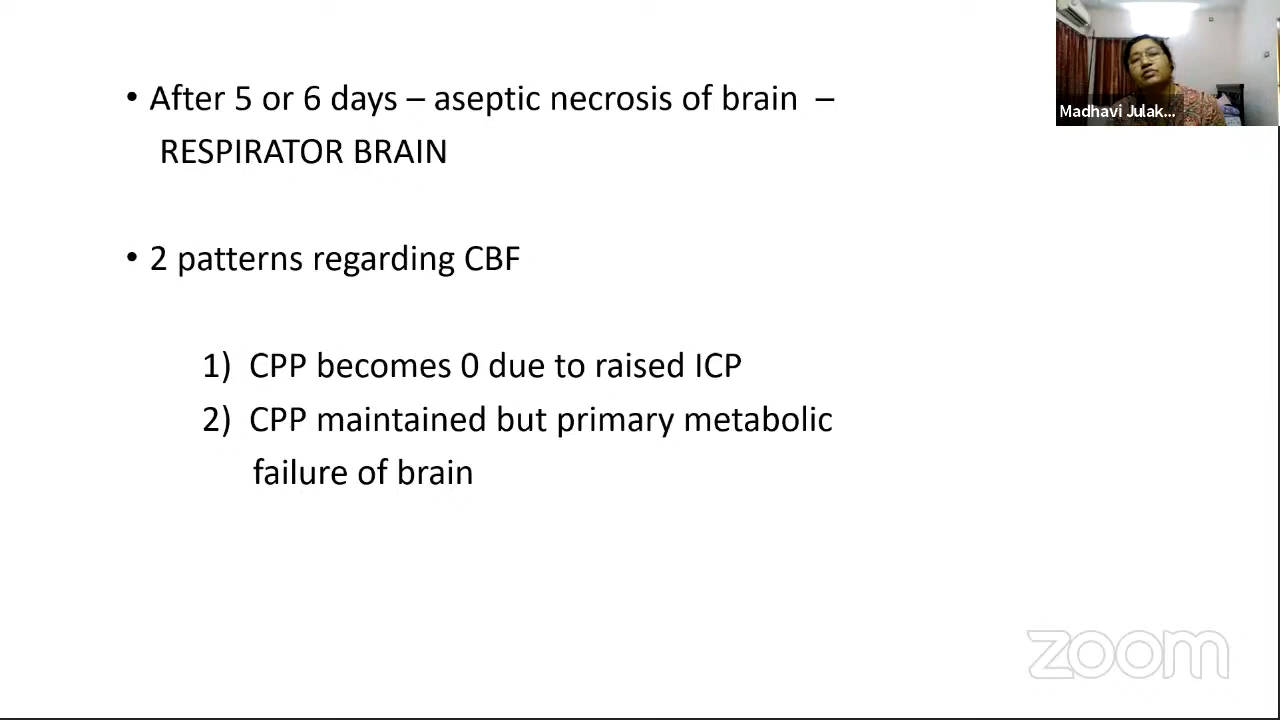 • After 5 or 6 days – aseptic necrosis of brain –
RESPIRATOR BRAIN
• 2 patterns regarding CBF
1) CPP becomes 0 due to raised ICP
2) CPP maintained but primary metabolic
failure of brain
Madhavi Julak...
zoom